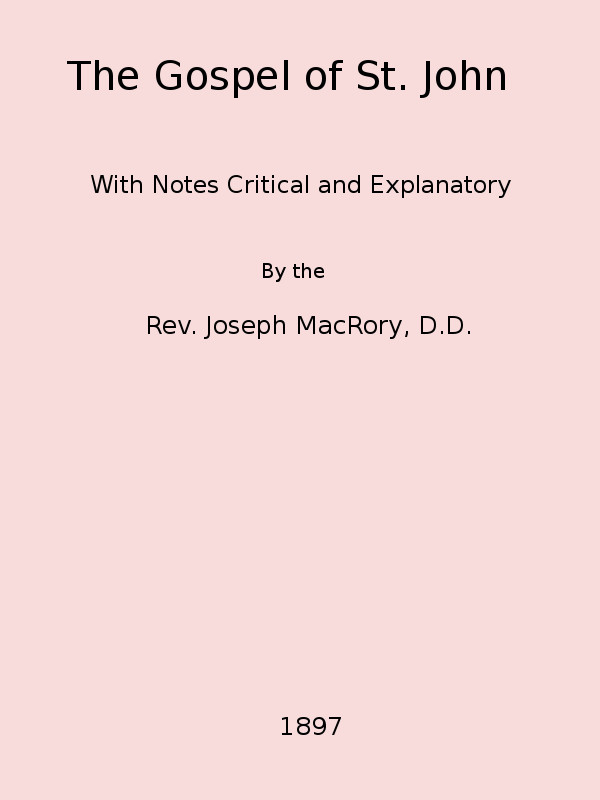 The Gospel of St. John
With Notes Critical and Explanatory
By the
Rev. Joseph MacRory, D.D.
1897